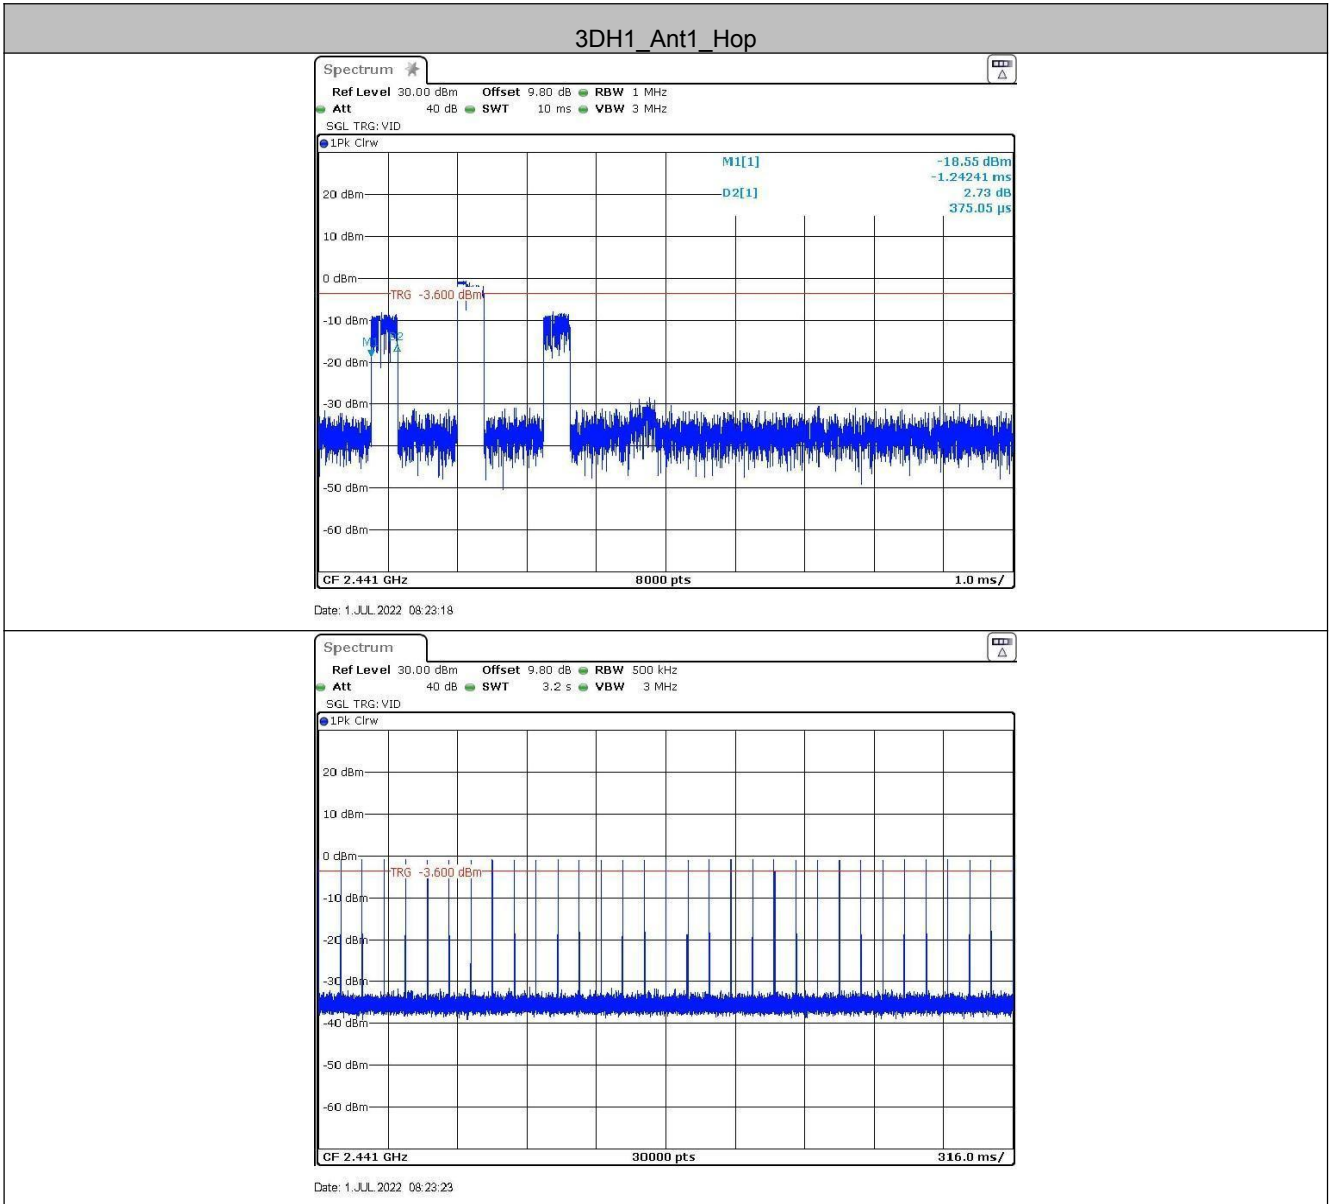 3DH1_Ant1_Hop
Spectrum
Ref Level 30.00 dBm Offset 9.80 dB RBW 1 MHz
Att 40 dB SWT 10 ms VBW 3 MHz
SGL TRG: VID
1Pk Clrw
M1[1] -18.55 dBm
-1.24241 ms
D2[1] 2.73 dB
375.05 µs
20 dBm
10 dBm
0 dBm
TRG -3.600 dBm
-10 dBm
-20 dBm
-30 dBm
-50 dBm
-60 dBm
CF 2.441 GHz 8000 pts 1.0 ms/
Date: 1.JUL.2022 08:23:18
Spectrum
Ref Level 30.00 dBm Offset 9.80 dB RBW 500 kHz
Att 40 dB SWT 3.2 s VBW 3 MHz
SGL TRG: VID
1Pk Clrw
20 dBm
10 dBm
0 dBm
TRG -3.600 dBm
-10 dBm
-20 dBm
-30 dBm
-40 dBm
-50 dBm
-60 dBm
CF 2.441 GHz 30000 pts 316.0 ms/
Date: 1.JUL.2022 08:23:23